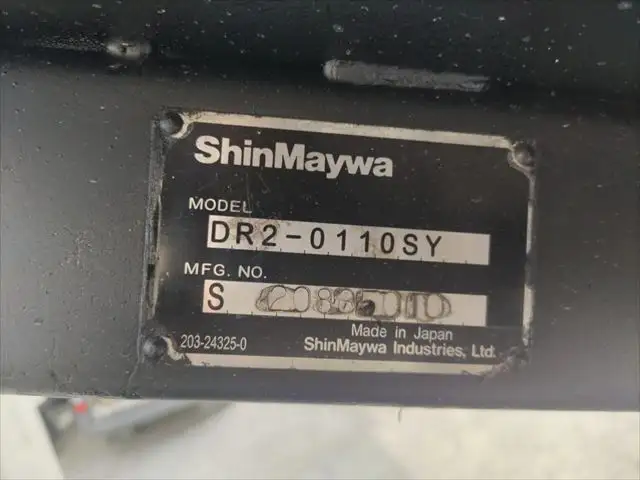 ShinMaywa
MODEL
DR2-0110SY
MFG. NO.
S
Made in Japan
203-24325-0
ShinMaywa Industries, Ltd.